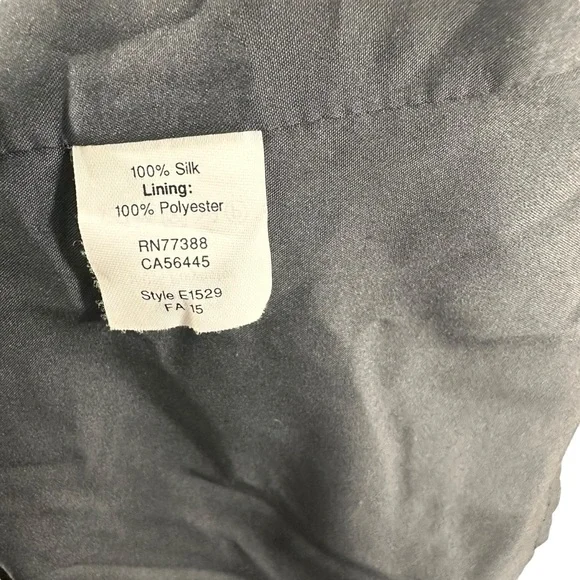 100% Silk
Lining:
100% Polyester
RN77388
CA56445
Style E1529
FA 15